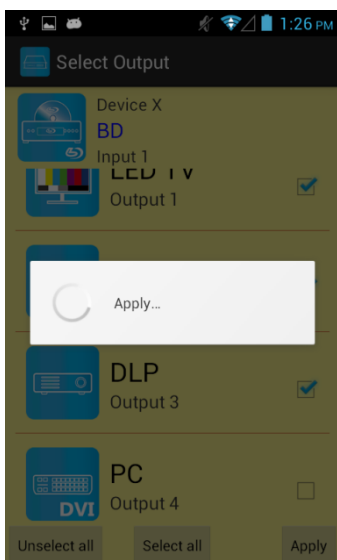 1:26 PM
Select Output
Device X
BD
Input 1
LED TV
Output 1
Apply...
DLP
Output 3
PC
Output 4
DVI
Unselect all
Select all
Apply